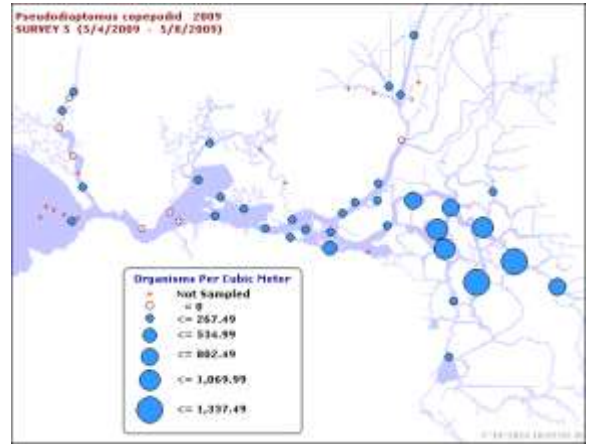 Pseudodiaptomus copepodid 2009
SURVEY 5 (5/4/2009 - 5/8/2009)
Organisms Per Cubic Meter
Not Sampled
= 0
<= 267.49
<= 534.99
<= 802.49
<= 1,069.99
<= 1,337.49